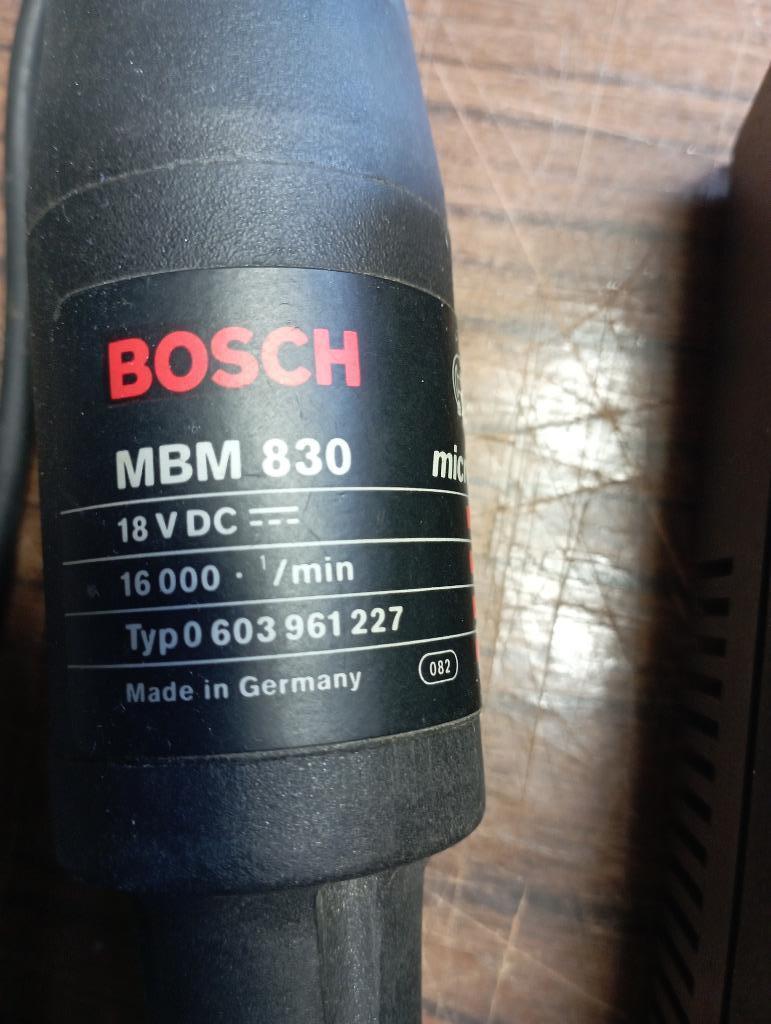 BOSCH
MBM 830
18 V DC
16 000 · 1/min
Typ 0 603 961 227
Made in Germany
082